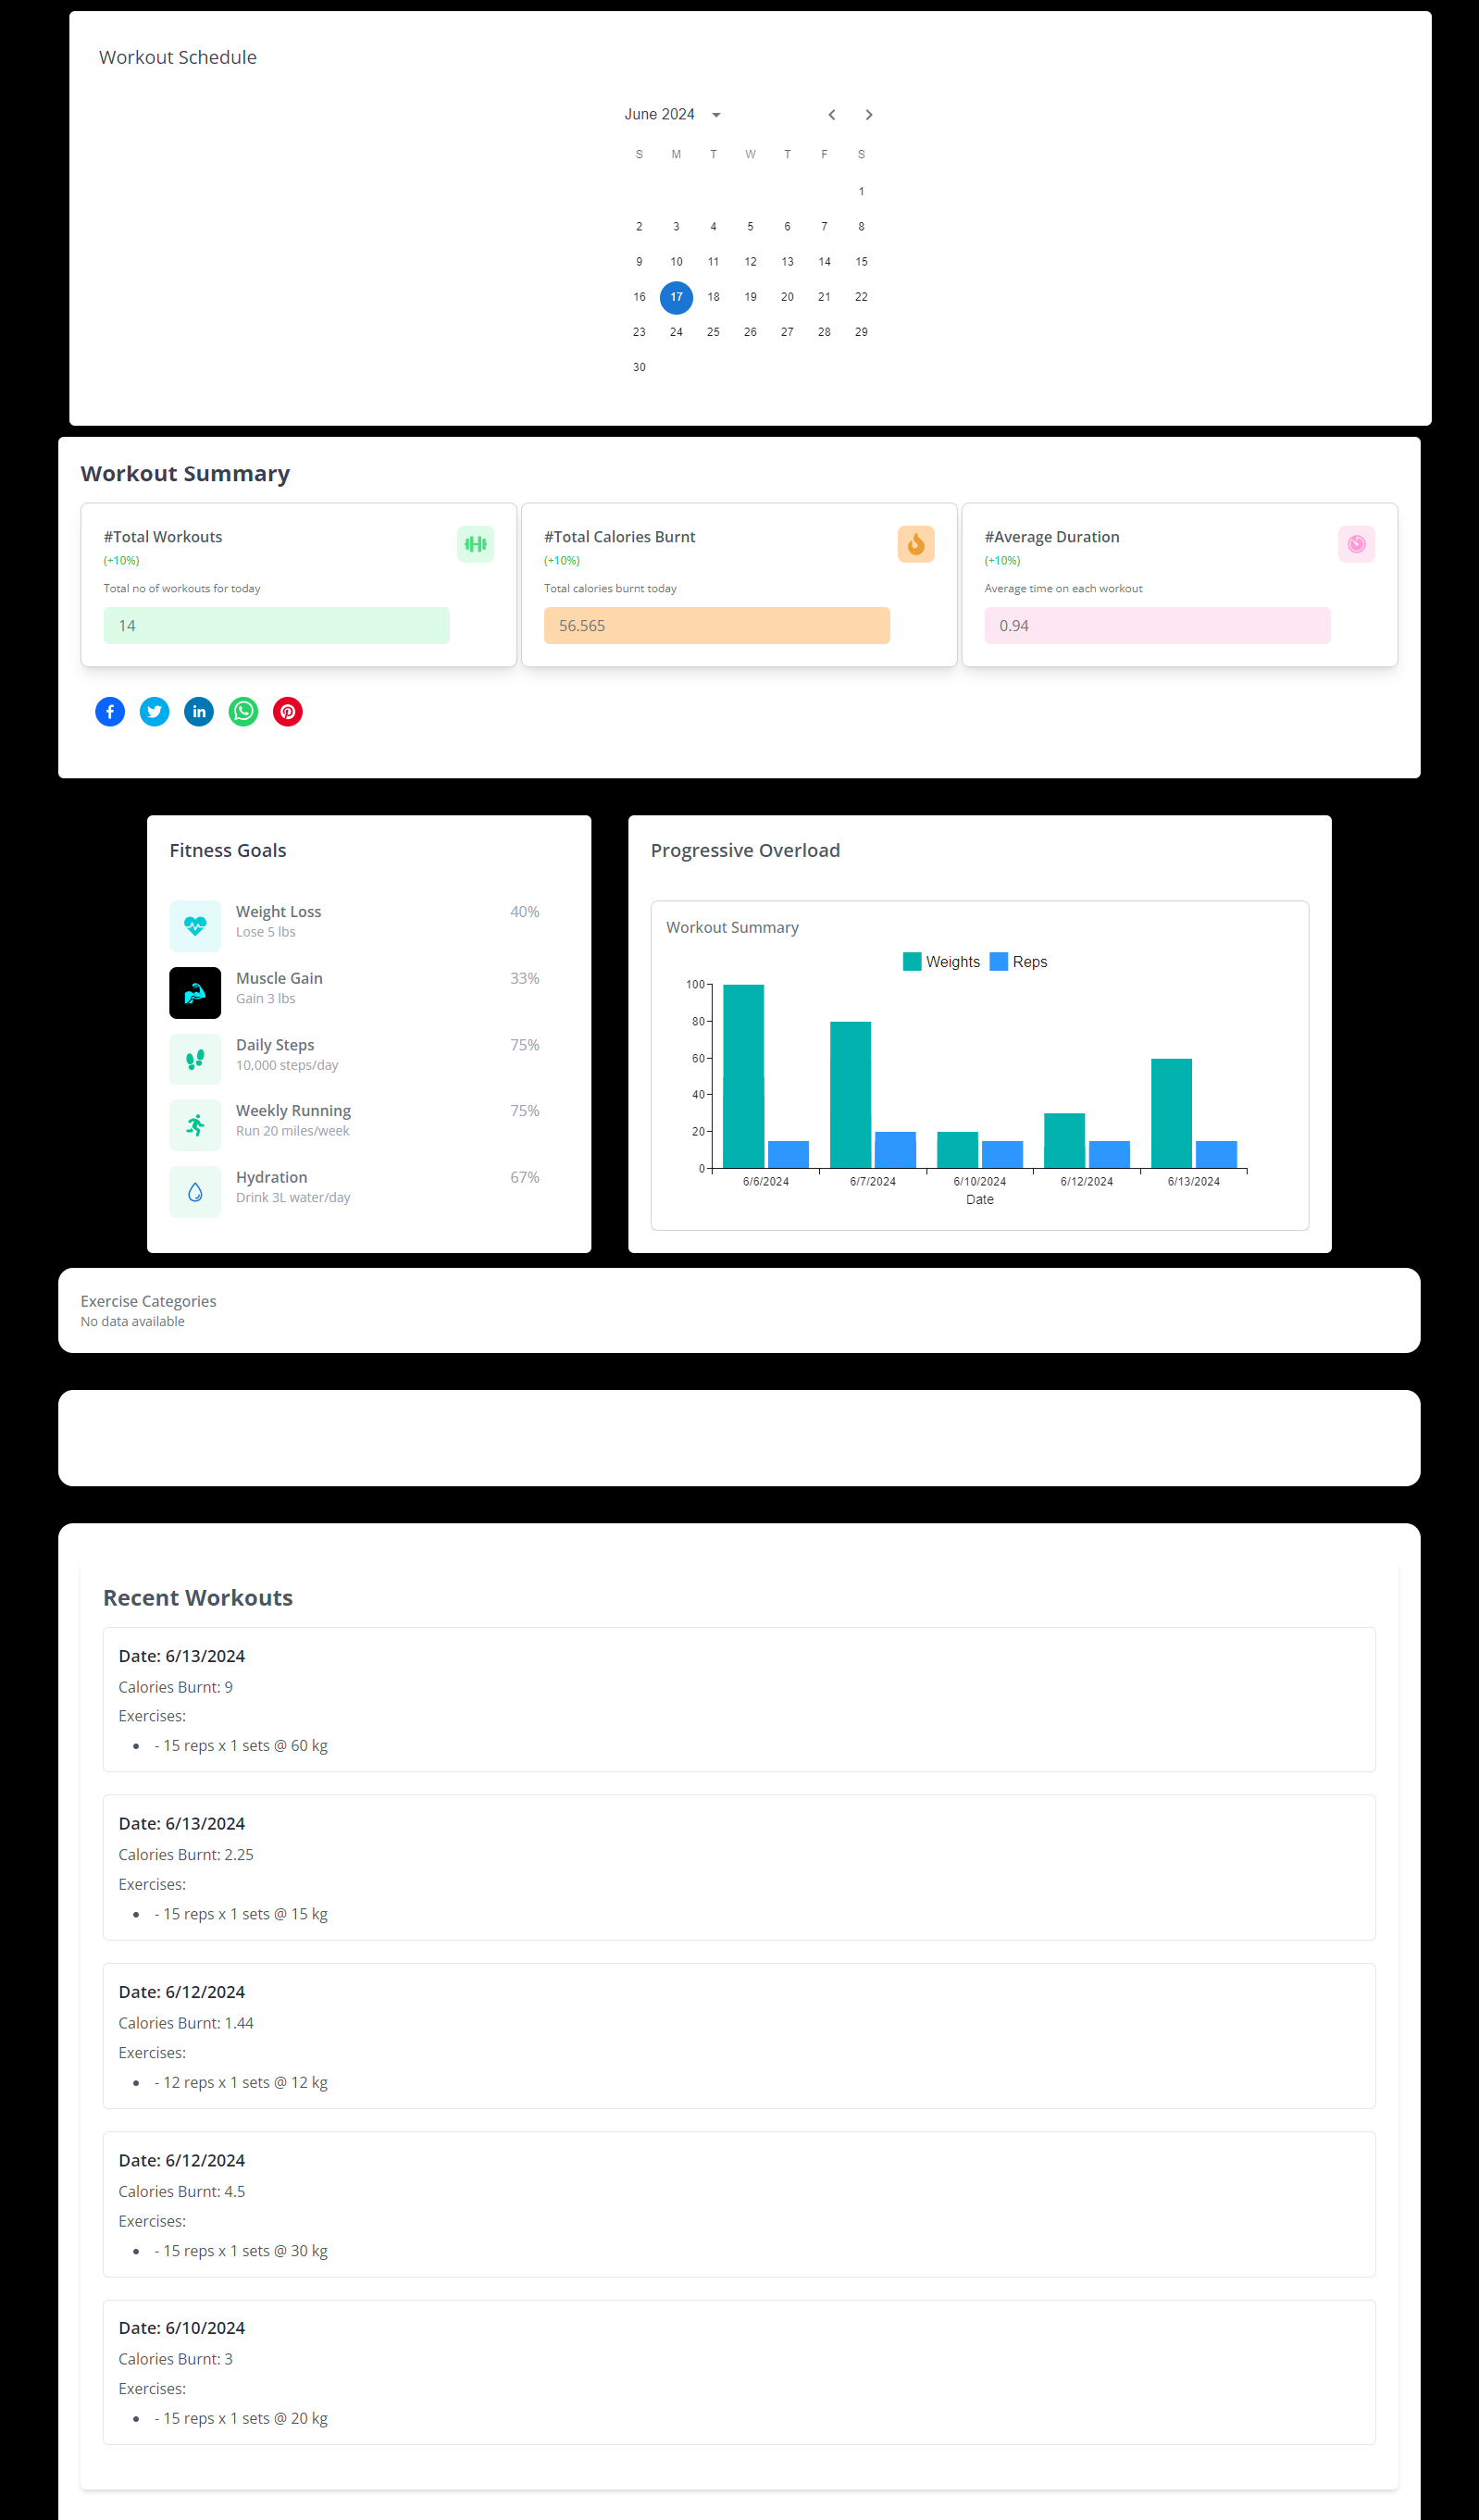 Workout Schedule
June 2024
S M T W T F S
1
2 3 4 5 6 7 8
9 10 11 12 13 14 15
16 17 18 19 20 21 22
23 24 25 26 27 28 29
30
Workout Summary
#Total Workouts
(+10%)
Total no of workouts for today
14
#Total Calories Burnt
(+10%)
Total calories burnt today
56.565
#Average Duration
(+10%)
Average time on each workout
0.94
Fitness Goals
Weight Loss 40%
Lose 5 lbs
Muscle Gain 33%
Gain 3 lbs
Daily Steps 75%
10,000 steps/day
Weekly Running 75%
Run 20 miles/week
Hydration 67%
Drink 3L water/day
Progressive Overload
Workout Summary
Weights Reps
100
80
60
40
20
0
6/6/2024 6/7/2024 6/10/2024 6/12/2024 6/13/2024
Date
Exercise Categories
No data available
Recent Workouts
Date: 6/13/2024
Calories Burnt: 9
Exercises:
• - 15 reps x 1 sets @ 60 kg
Date: 6/13/2024
Calories Burnt: 2.25
Exercises:
• - 15 reps x 1 sets @ 15 kg
Date: 6/12/2024
Calories Burnt: 1.44
Exercises:
• - 12 reps x 1 sets @ 12 kg
Date: 6/12/2024
Calories Burnt: 4.5
Exercises:
• - 15 reps x 1 sets @ 30 kg
Date: 6/10/2024
Calories Burnt: 3
Exercises:
• - 15 reps x 1 sets @ 20 kg